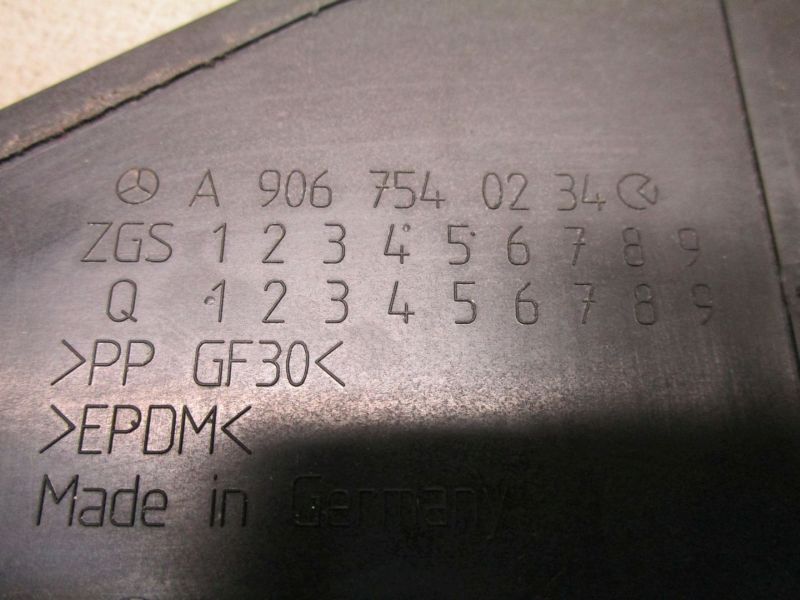 A 906 754 02 34
ZGS 1 2 3 4 5 6 7 8 9
Q 1 2 3 4 5 6 7 8 9
>PP GF30<
>EPDM<
Made in Germany